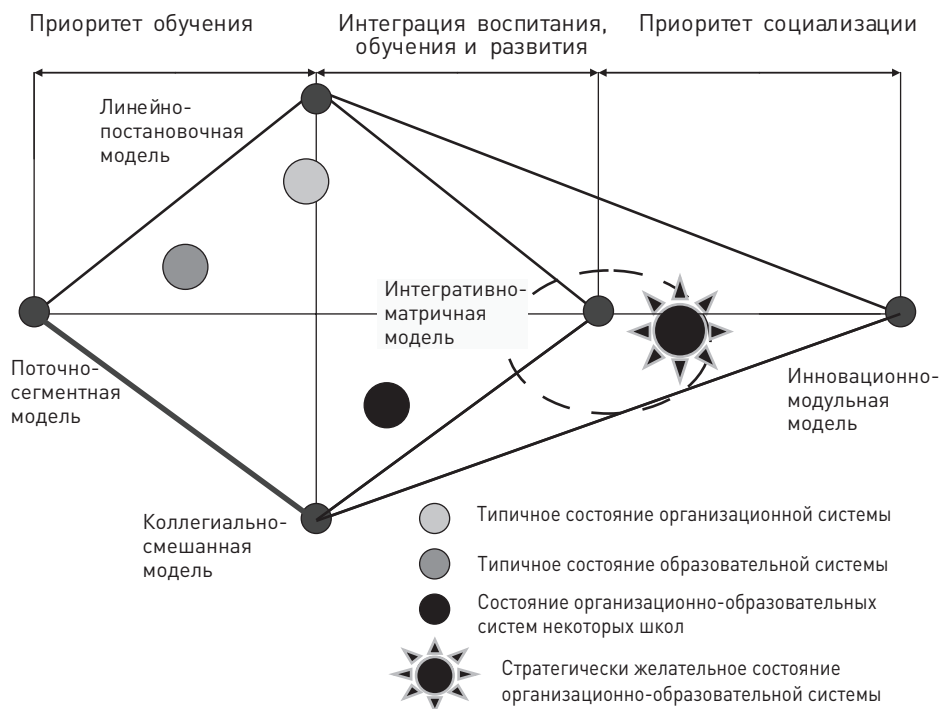 Приоритет обучения
Интеграция воспитания,
обучения и развития
Приоритет социализации
Линейно-
постановочная
модель
Интегративно-
матричная
модель
Поточно-
сегментная
модель
Инновационно-
модульная
модель
Коллегиально-
смешанная
модель
Типичное состояние организационной системы
Типичное состояние образовательной системы
Состояние организационно-образовательных
систем некоторых школ
Стратегически желательное состояние
организационно-образовательной системы